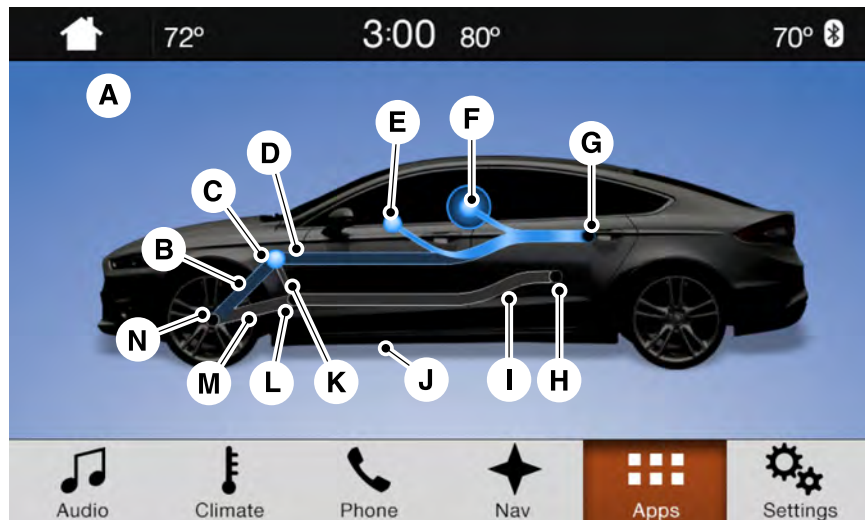 72° 3:00 80° 70°
A
E F
D G
C
B
N
M L K J I H
Audio Climate Phone Nav Apps Settings